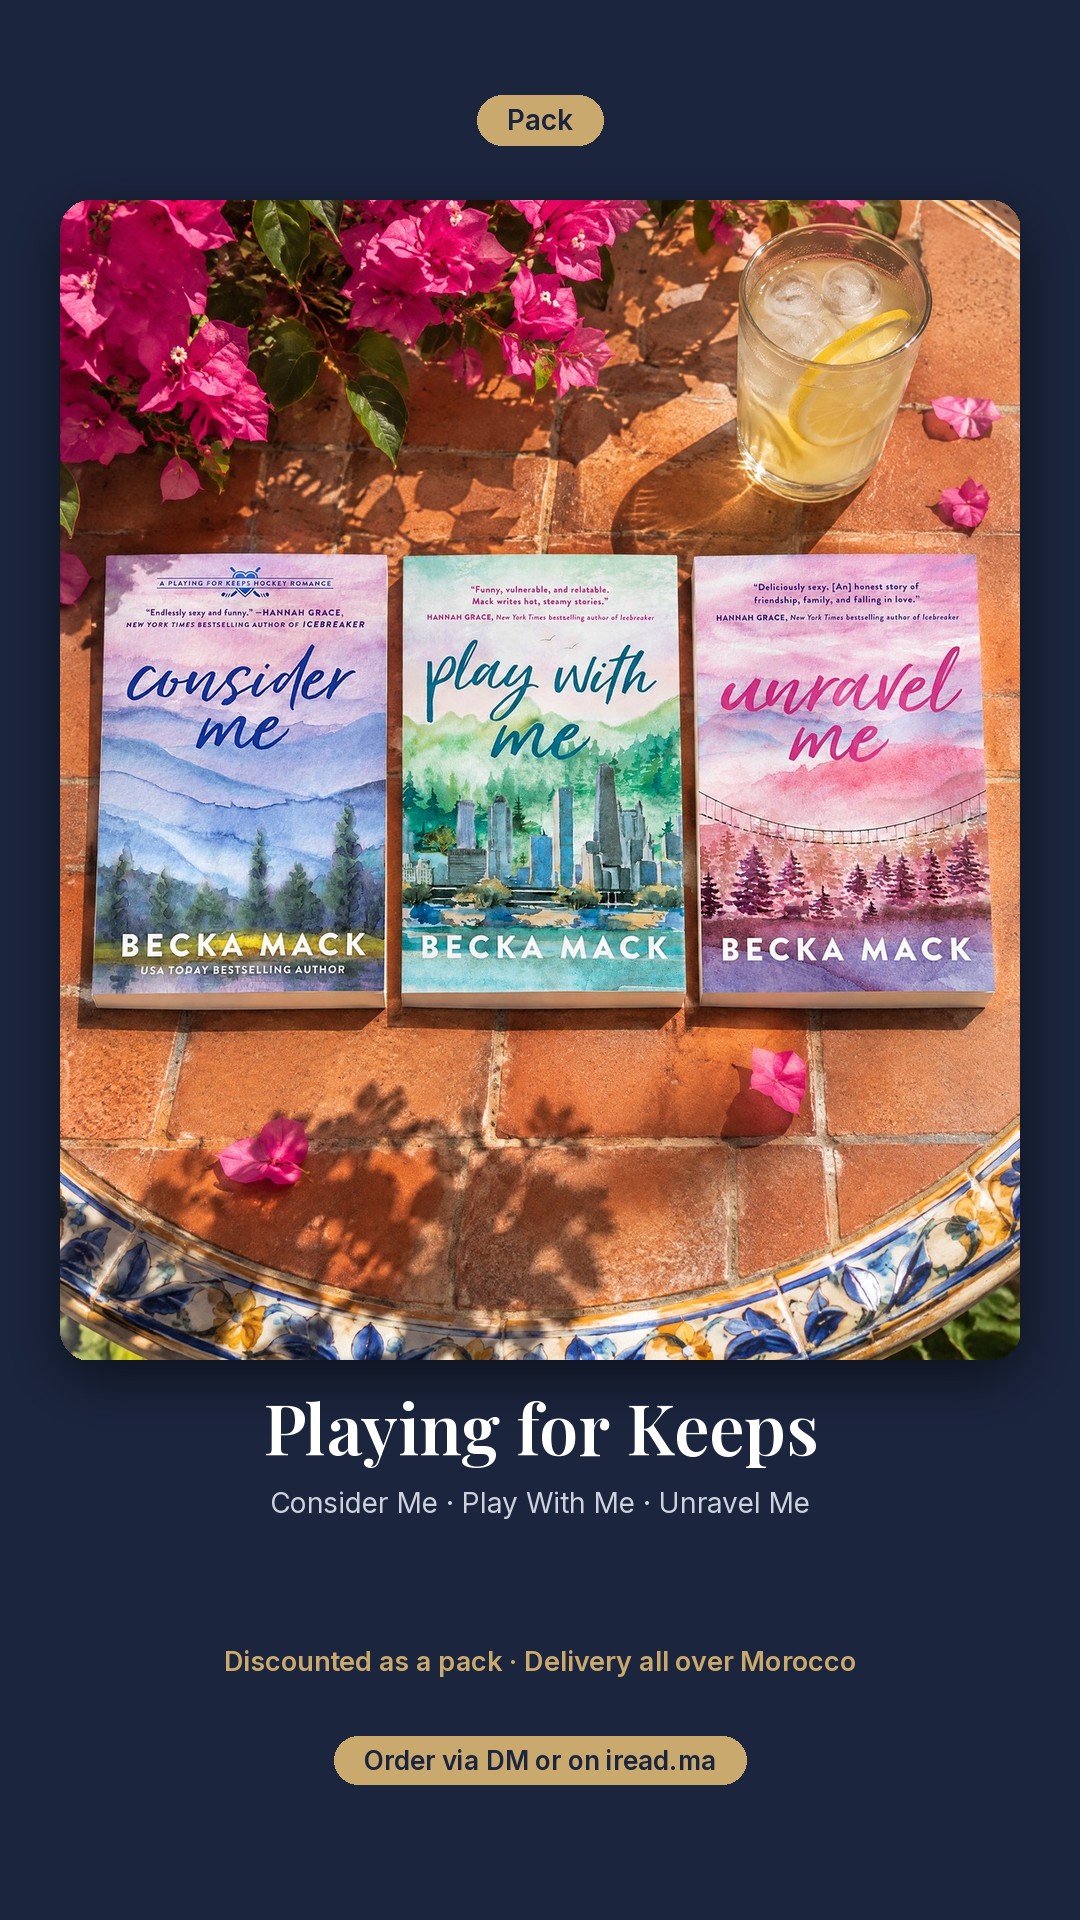 Pack
A PLAYING FOR KEEPS HOCKEY ROMANCE
"Endlessly sexy and funny." —HANNAH GRACE,
NEW YORK TIMES BESTSELLING AUTHOR OF ICEBREAKER
consider
me
BECKA MACK
USA TODAY BESTSELLING AUTHOR
"Funny, vulnerable, and relatable.
Mack writes hot, steamy stories."
HANNAH GRACE, New York Times bestselling author of Icebreaker
play with
me
BECKA MACK
"Deliciously sexy. [An] honest story of
friendship, family, and falling in love."
HANNAH GRACE, New York Times bestselling author of Icebreaker
unravel
me
BECKA MACK
Playing for Keeps
Consider Me · Play With Me · Unravel Me
Discounted as a pack · Delivery all over Morocco
Order via DM or on iread.ma